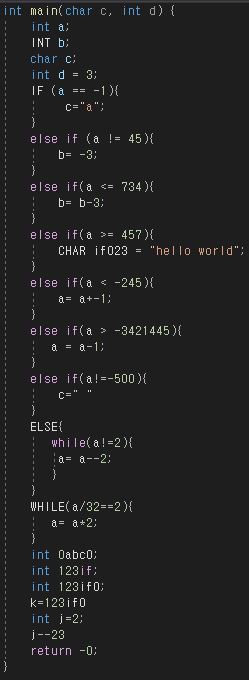 int main(char c, int d) {
int a;
INT b;
char c;
int d = 3;
IF (a == -1){
c="a";
}
else if (a != 45){
b= -3;
}
else if(a <= 734){
b= b-3;
}
else if(a >= 457){
CHAR if023 = "hello world";
}
else if(a < -245){
a= a+-1;
}
else if(a > -3421445){
a = a-1;
}
else if(a!=-500){
c=" "
}
ELSE{
while(a!=2){
a= a--2;
}
}
WHILE(a/32==2){
a= a*2;
}
int 0abc0;
int 123if;
int 123if0;
k=123if0
int j=2;
j--23
return -0;
}